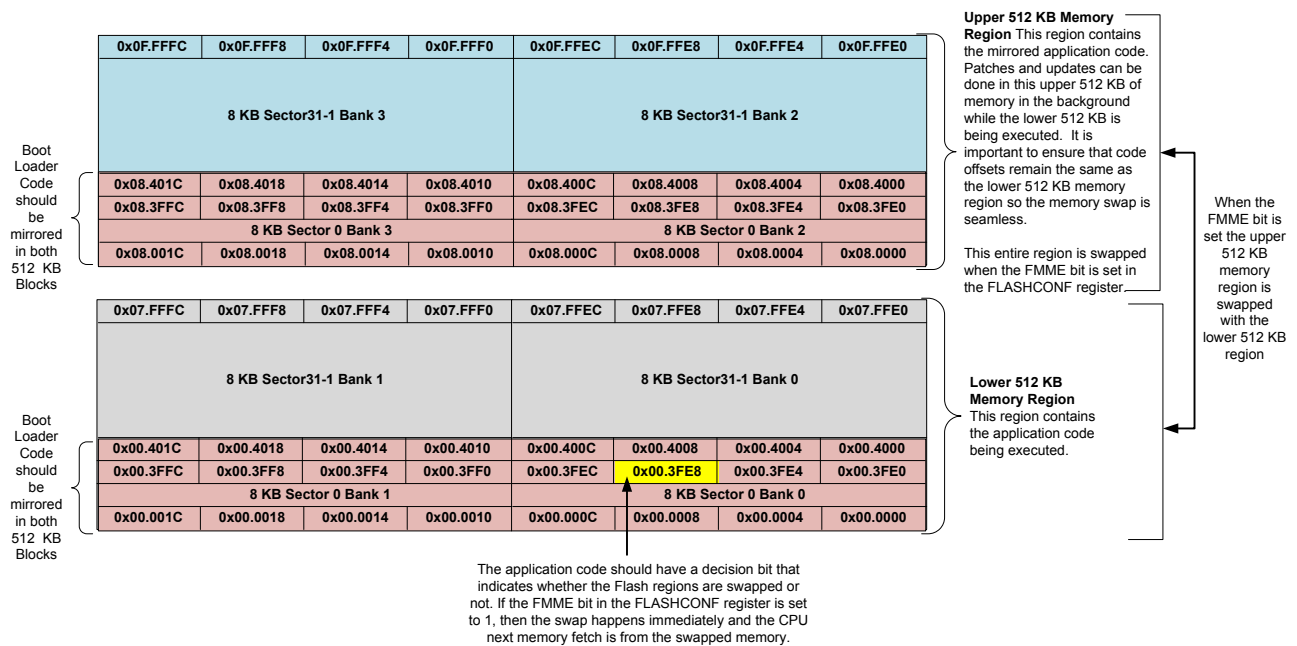 0x0F.FFFC 0x0F.FFF8 0x0F.FFF4 0x0F.FFF0 0x0F.FFEC 0x0F.FFE8 0x0F.FFE4 0x0F.FFE0
8 KB Sector31-1 Bank 3 8 KB Sector31-1 Bank 2
0x08.401C 0x08.4018 0x08.4014 0x08.4010 0x08.400C 0x08.4008 0x08.4004 0x08.4000
0x08.3FFC 0x08.3FF8 0x08.3FF4 0x08.3FF0 0x08.3FEC 0x08.3FE8 0x08.3FE4 0x08.3FE0
8 KB Sector 0 Bank 3 8 KB Sector 0 Bank 2
0x08.001C 0x08.0018 0x08.0014 0x08.0010 0x08.000C 0x08.0008 0x08.0004 0x08.0000
Boot
Loader
Code
should
be
mirrored
in both
512 KB
Blocks
Upper 512 KB Memory
Region This region contains
the mirrored application code.
Patches and updates can be
done in this upper 512 KB of
memory in the background
while the lower 512 KB is
being executed. It is
important to ensure that code
offsets remain the same as
the lower 512 KB memory
region so the memory swap is
seamless.
This entire region is swapped
when the FMME bit is set in
the FLASHCONF register.
When the
FMME bit is
set the upper
512 KB
memory
region is
swapped
with the
lower 512 KB
region
0x07.FFFC 0x07.FFF8 0x07.FFF4 0x07.FFF0 0x07.FFEC 0x07.FFE8 0x07.FFE4 0x07.FFE0
8 KB Sector31-1 Bank 1 8 KB Sector31-1 Bank 0
0x00.401C 0x00.4018 0x00.4014 0x00.4010 0x00.400C 0x00.4008 0x00.4004 0x00.4000
0x00.3FFC 0x00.3FF8 0x00.3FF4 0x00.3FF0 0x00.3FEC 0x00.3FE8 0x00.3FE4 0x00.3FE0
8 KB Sector 0 Bank 1 8 KB Sector 0 Bank 0
0x00.001C 0x00.0018 0x00.0014 0x00.0010 0x00.000C 0x00.0008 0x00.0004 0x00.0000
Boot
Loader
Code
should
be
mirrored
in both
512 KB
Blocks
Lower 512 KB
Memory Region
This region contains
the application code
being executed.
The application code should have a decision bit that
indicates whether the Flash regions are swapped or
not. If the FMME bit in the FLASHCONF register is set
to 1, then the swap happens immediately and the CPU
next memory fetch is from the swapped memory.